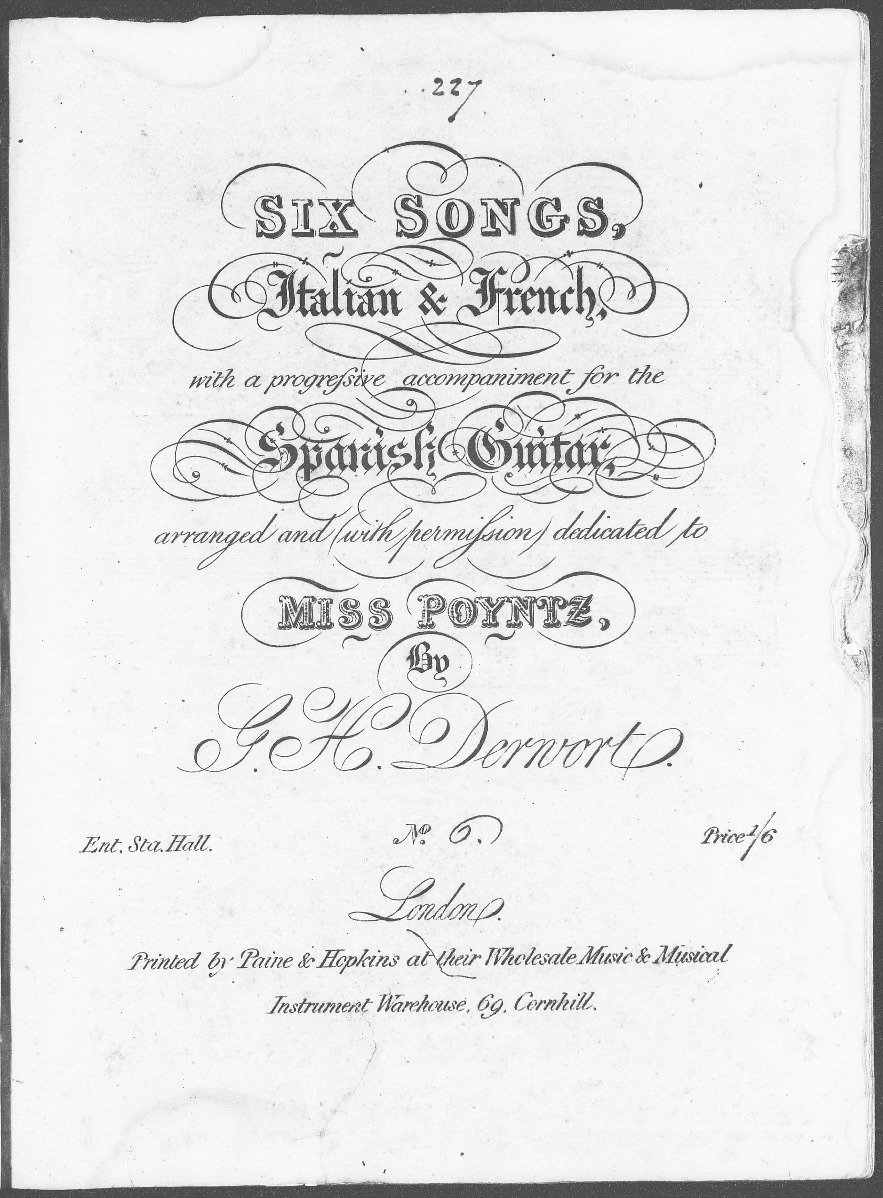 227
SIX SONGS,
Italian & French,
with a progreſsive accompaniment for the
Spanish Guitar,
arranged and (with permiſsion) dedicated to
MISS POYNTZ,
By
G. H. Derwort.
Ent. Sta. Hall. No. 6. Price 1/6
London.
Printed by Paine & Hopkins at their Wholesale Music & Musical
Instrument Warehouse, 69, Cornhill.